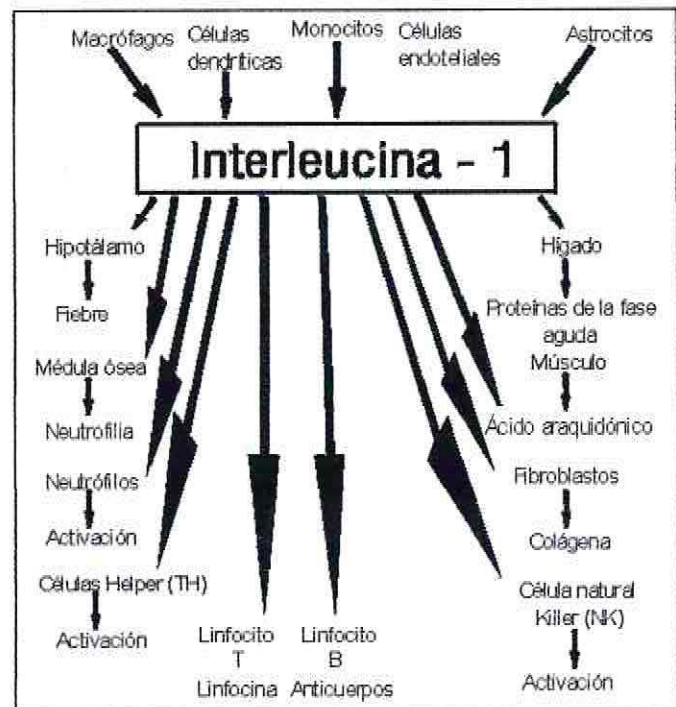 Macrófagos
Células
dendríticas
Monocitos
Células
endoteliales
Astrocitos
Interleucina - 1
Hipotálamo
Fiebre
Médula ósea
Neutrofilia
Neutrófilos
Activación
Células Helper (TH)
Activación
Linfocito
T
Linfocina
Linfocito
B
Anticuerpos
Hígado
Proteínas de la fase
aguda
Músculo
Ácido araquidónico
Fibroblastos
Colágena
Célula natural
Killer (NK)
Activación